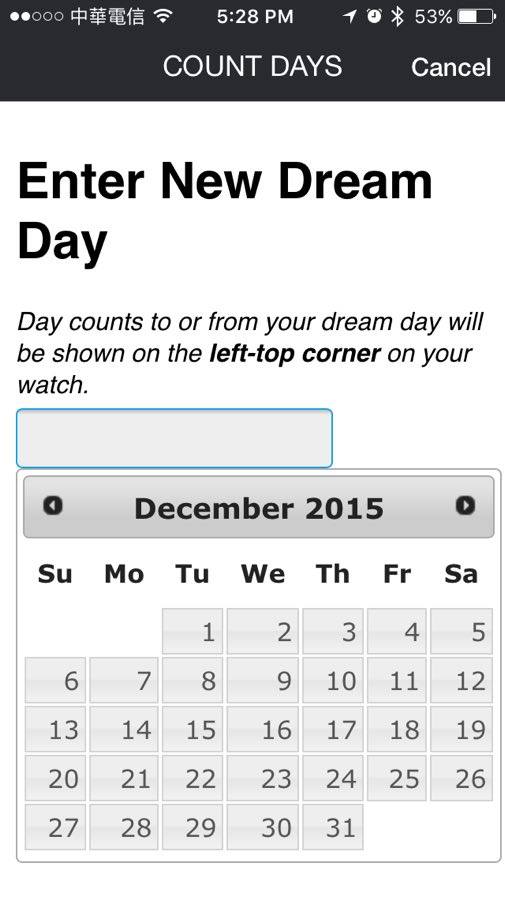 中華電信 5:28 PM 53%
COUNT DAYS Cancel
Enter New Dream
Day
Day counts to or from your dream day will
be shown on the left-top corner on your
watch.
December 2015
Su Mo Tu We Th Fr Sa
1 2 3 4 5
6 7 8 9 10 11 12
13 14 15 16 17 18 19
20 21 22 23 24 25 26
27 28 29 30 31